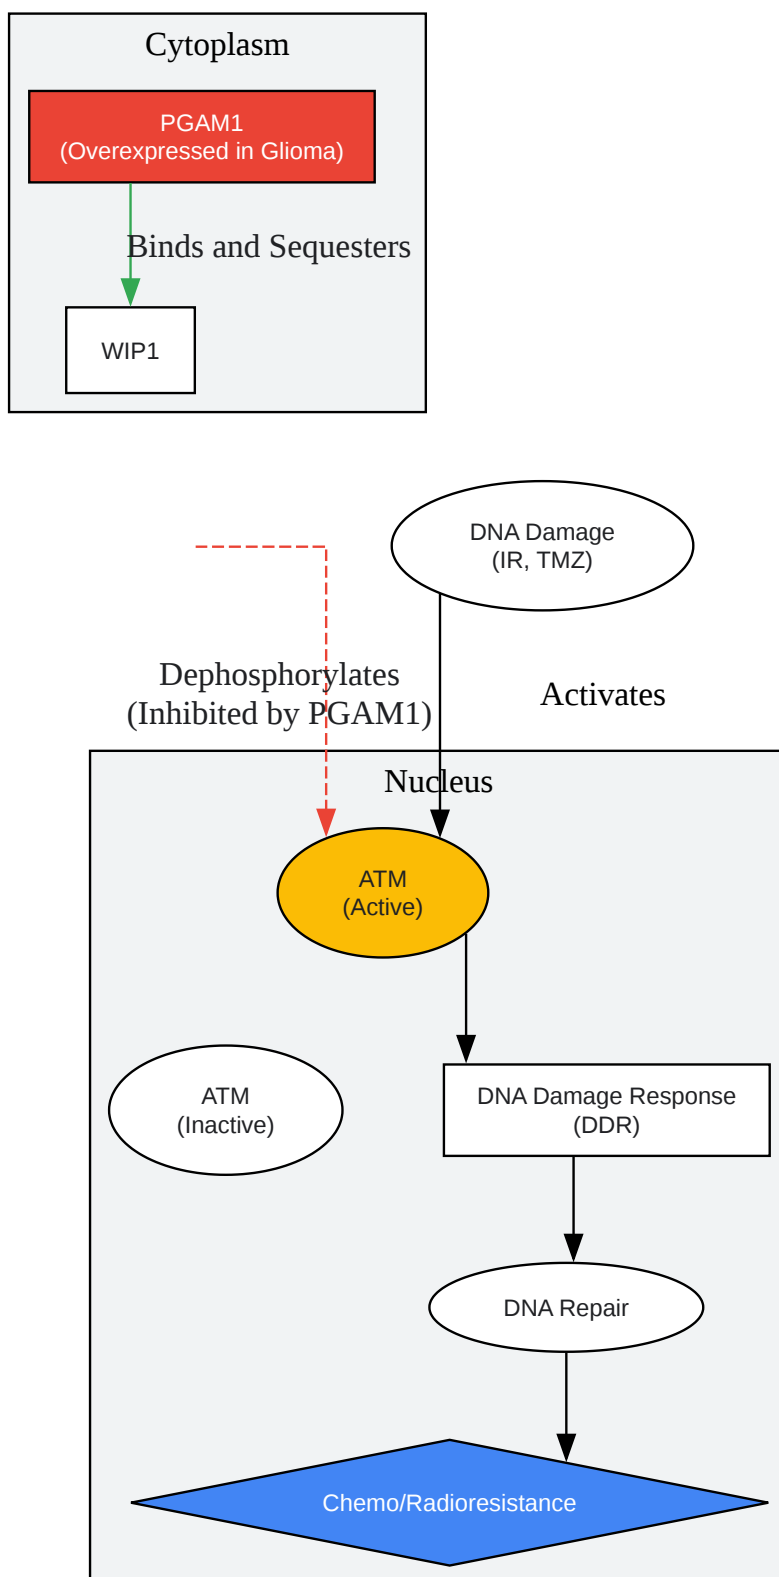 Cytoplasm
PGAM1
(Overexpressed in Glioma)
Binds and Sequesters
WIP1
DNA Damage
(IR, TMZ)
Dephosphorylates
(Inhibited by PGAM1)
Activates
Nucleus
ATM
(Active)
ATM
(Inactive)
DNA Damage Response
(DDR)
DNA Repair
Chemo/Radioresistance